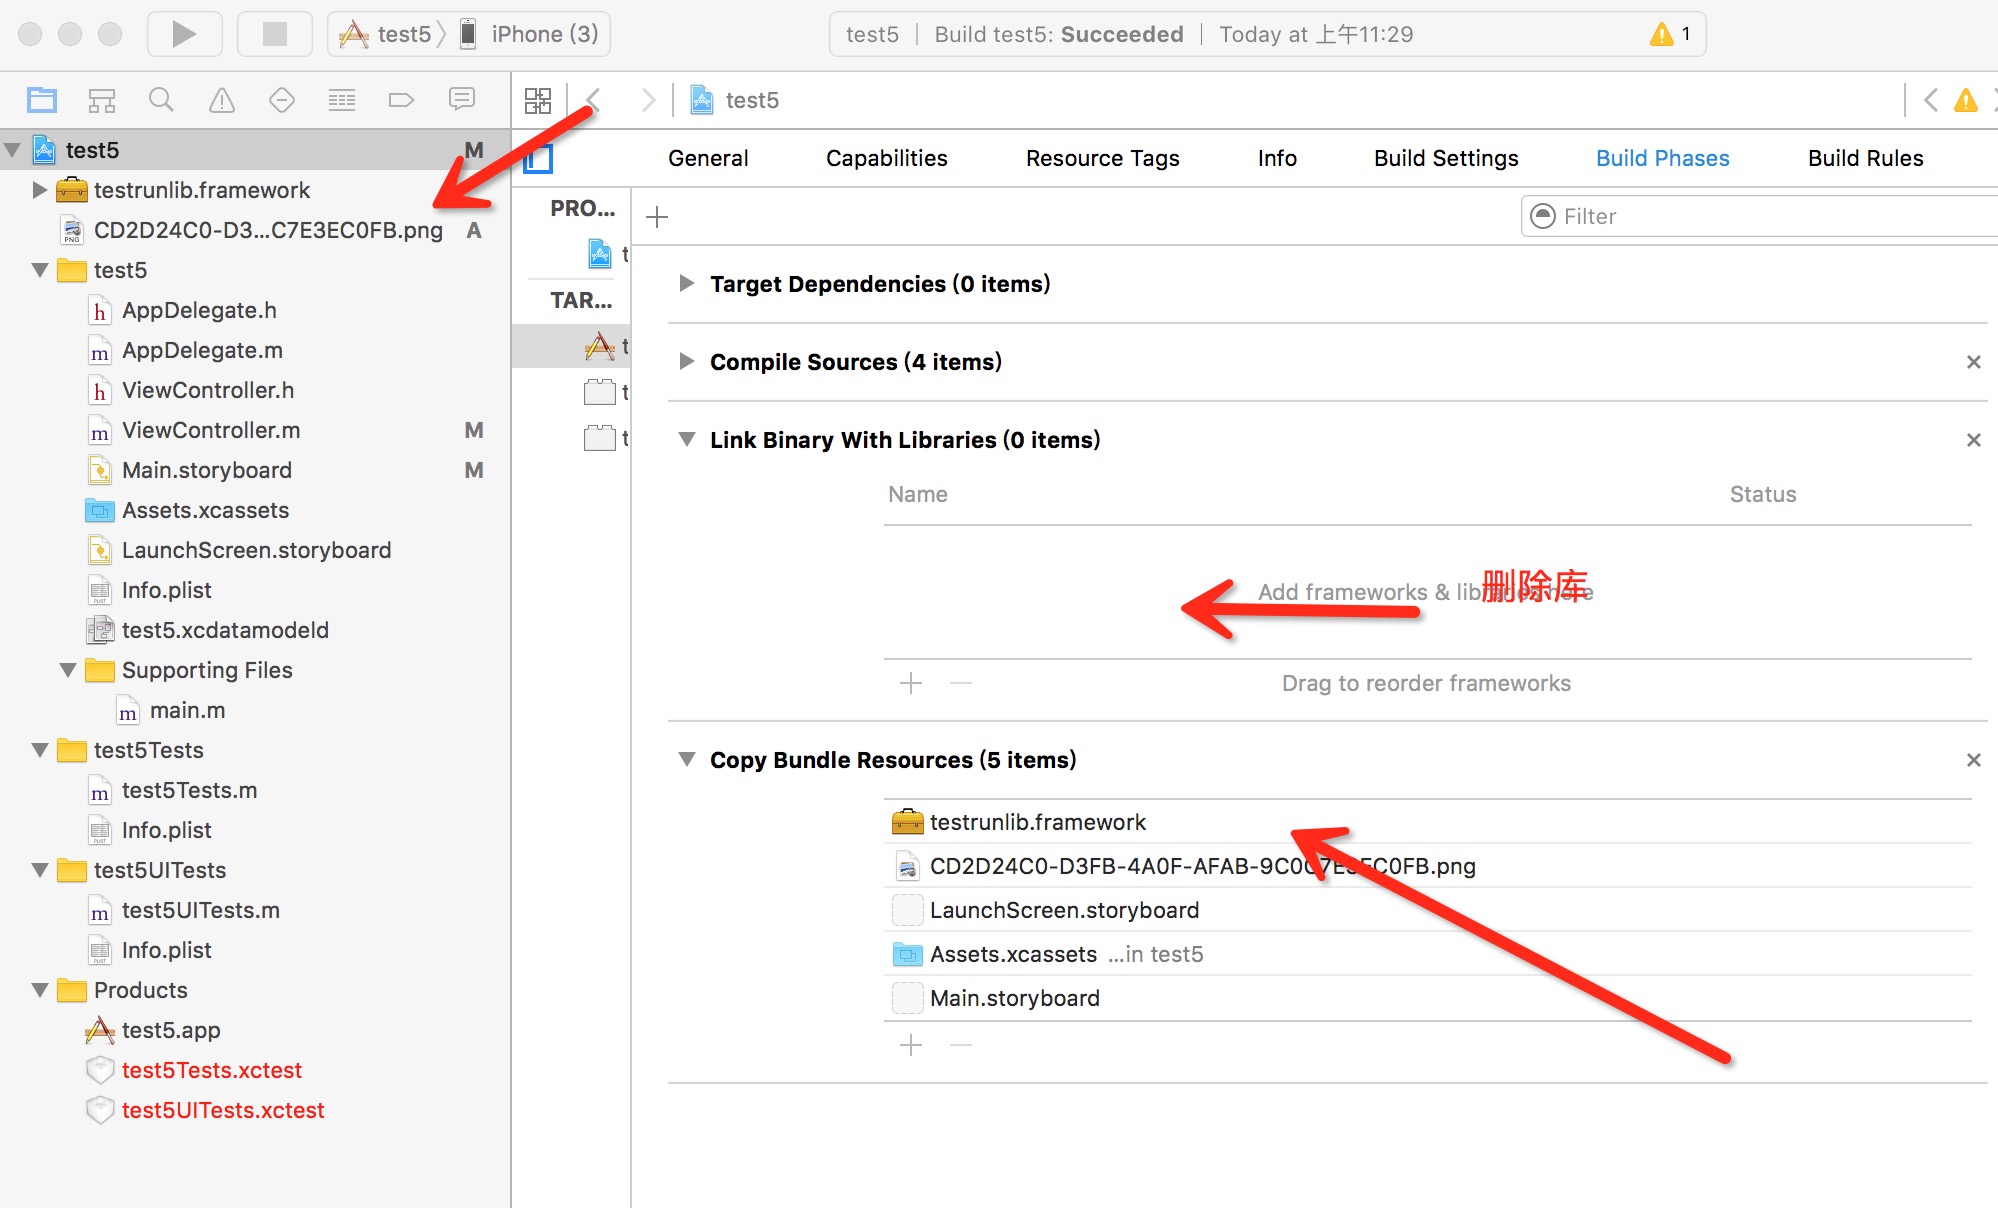 test5 iPhone (3)
test5 Build test5: Succeeded Today at 上午11:29 1
test5
General Capabilities Resource Tags Info Build Settings Build Phases Build Rules
test5 M
testrunlib.framework
CD2D24C0-D3...C7E3EC0FB.png A
test5
AppDelegate.h
AppDelegate.m
ViewController.h
ViewController.m M
Main.storyboard M
Assets.xcassets
LaunchScreen.storyboard
Info.plist
test5.xcdatamodeld
Supporting Files
main.m
test5Tests
test5Tests.m
Info.plist
test5UITests
test5UITests.m
Info.plist
Products
test5.app
test5Tests.xctest
test5UITests.xctest
PRO...
t
TAR...
t
t
t
Filter
Target Dependencies (0 items)
Compile Sources (4 items)
Link Binary With Libraries (0 items)
Name Status
Add frameworks & libraries here
删除库
Drag to reorder frameworks
Copy Bundle Resources (5 items)
testrunlib.framework
CD2D24C0-D3FB-4A0F-AFAB-9C0C7E3EC0FB.png
LaunchScreen.storyboard
Assets.xcassets ...in test5
Main.storyboard